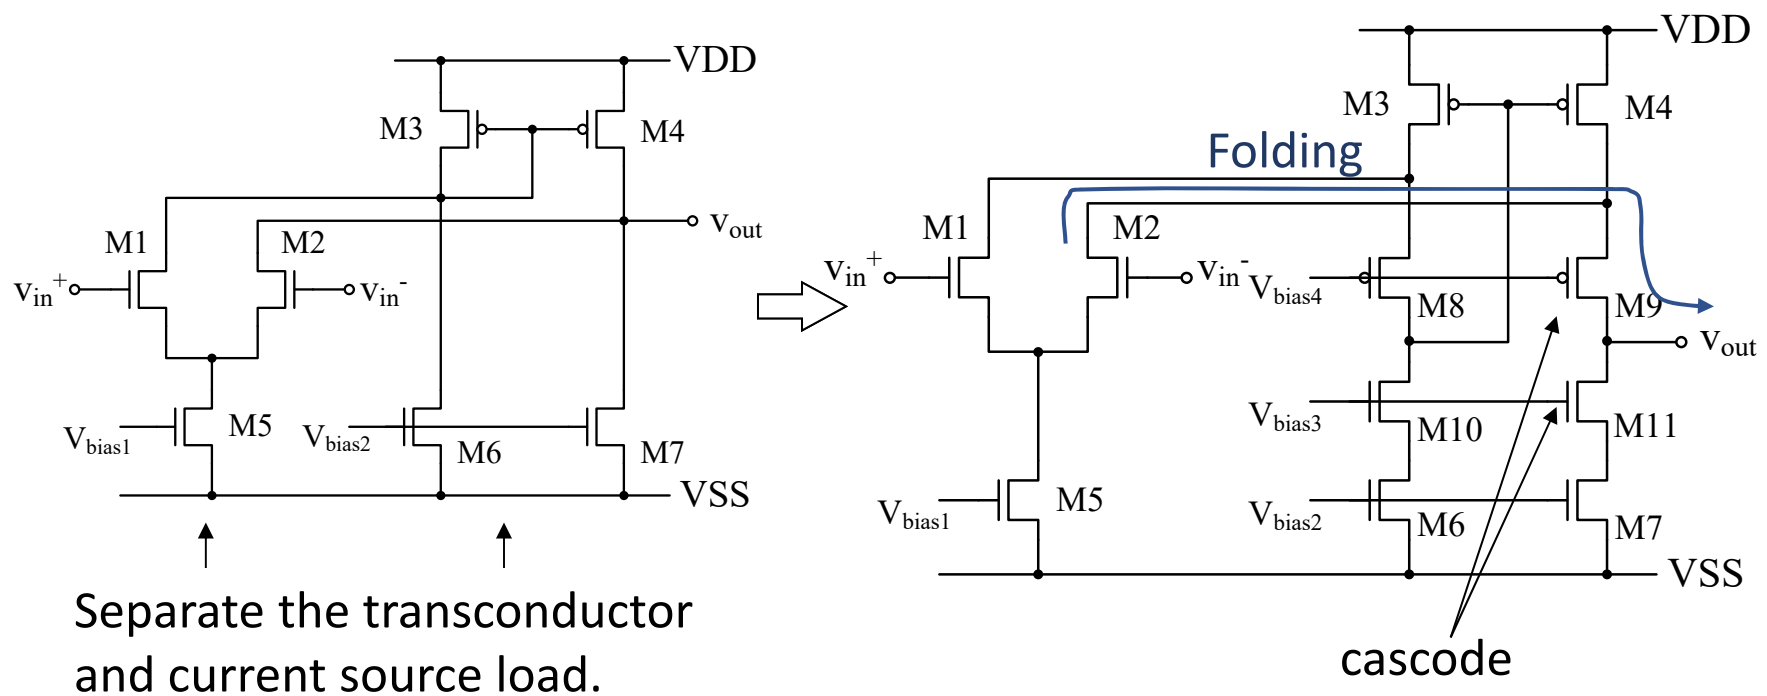 VDD
M3
M4
M1
M2
vin+
vin-
vout
Vbias1
M5
Vbias2
M6
M7
VSS
Separate the transconductor
and current source load.
VDD
M3
M4
Folding
M1
M2
vin+
vin-
Vbias4
M8
M9
vout
Vbias3
M10
M11
Vbias1
M5
Vbias2
M6
M7
VSS
cascode